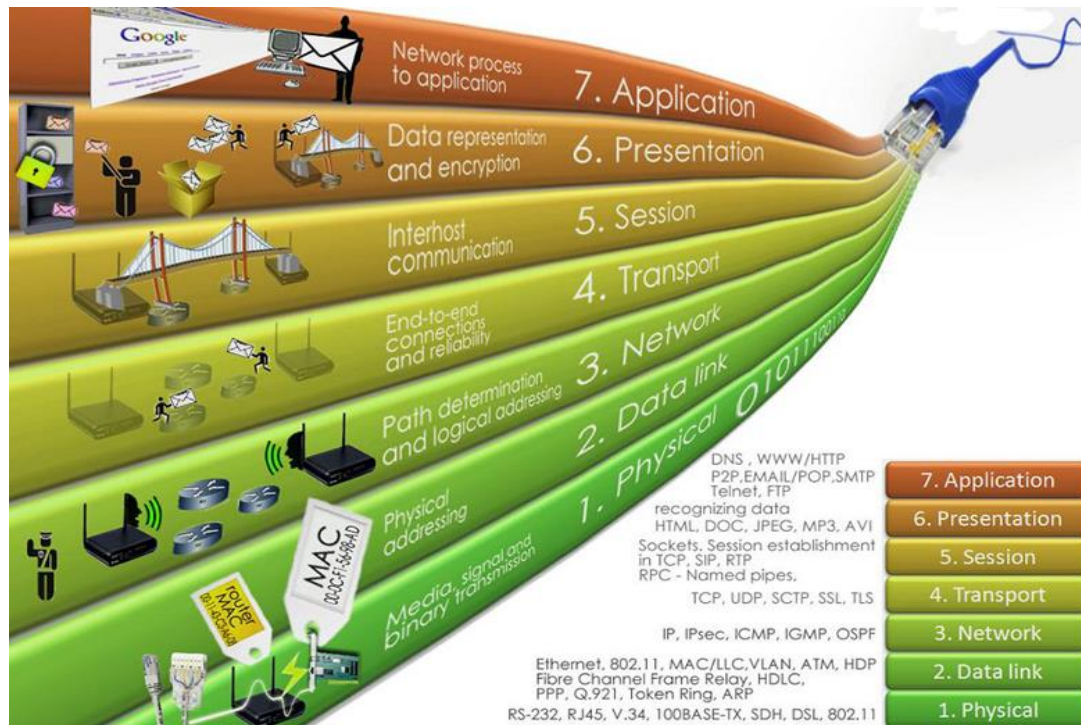 Google
Network process
to application
7. Application
Data representation
and encryption
6. Presentation
Interhost
communication
5. Session
End-to-end
connections
and reliability
4. Transport
Path determination
and logical addressing
3. Network
Physical
addressing
2. Data link
Media, signal and
binary transmission
1. Physical
MAC
00-0C-F1-56-98-AD
router
MAC
DNS , WWW/HTTP
P2P,EMAIL/POP,SMTP
Telnet, FTP
7. Application
recognizing data
HTML, DOC, JPEG, MP3, AVI
6. Presentation
Sockets. Session establishment
in TCP, SIP, RTP
RPC - Named pipes,
5. Session
TCP, UDP, SCTP, SSL, TLS
4. Transport
IP, IPsec, ICMP, IGMP, OSPF
3. Network
Ethernet, 802.11, MAC/LLC,VLAN, ATM, HDP
Fibre Channel Frame Relay, HDLC,
PPP, Q.921, Token Ring, ARP
2. Data link
RS-232, RJ45, V.34, 100BASE-TX, SDH, DSL, 802.11
1. Physical